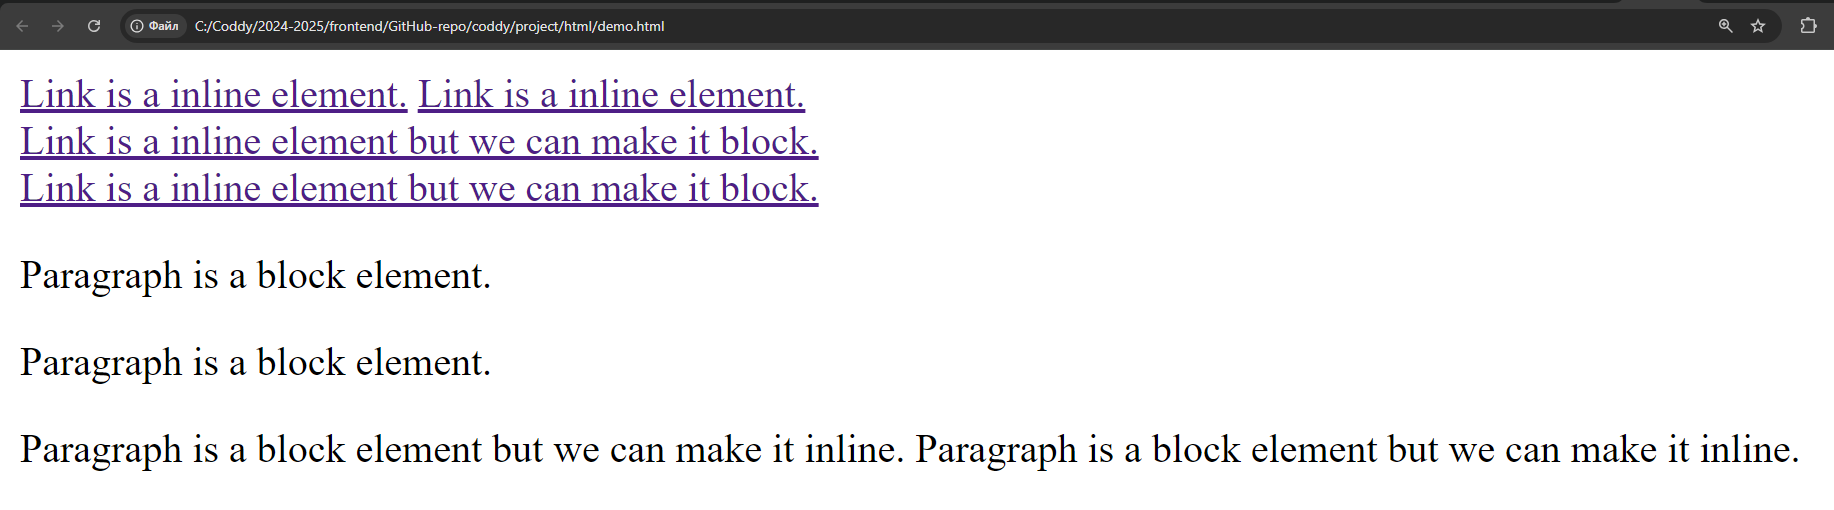 Файл C:/Coddy/2024-2025/frontend/GitHub-repo/coddy/project/html/demo.html
Link is a inline element. Link is a inline element.
Link is a inline element but we can make it block.
Link is a inline element but we can make it block.
Paragraph is a block element.
Paragraph is a block element.
Paragraph is a block element but we can make it inline. Paragraph is a block element but we can make it inline.